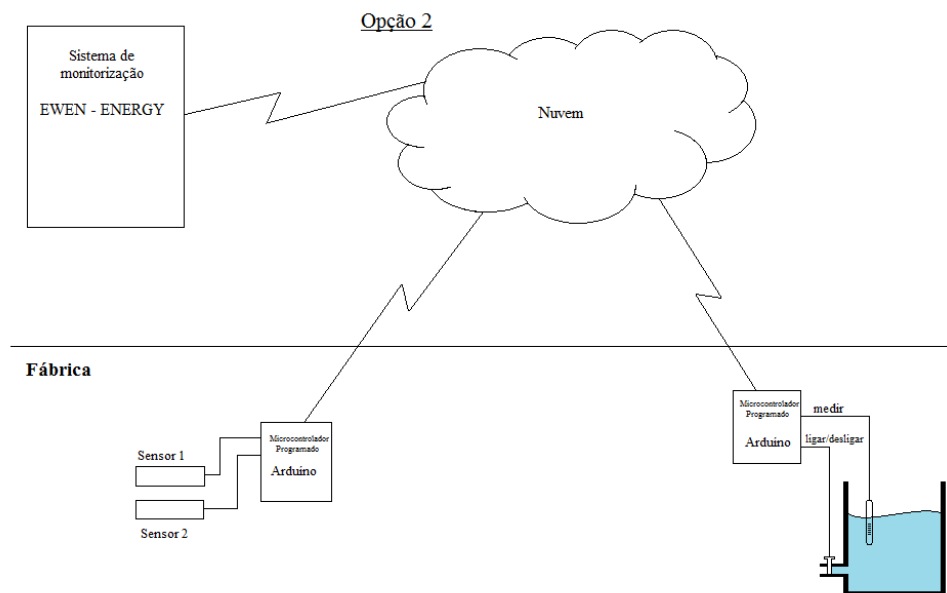 Opção 2
Sistema de
monitorização
EWEN - ENERGY
Nuvem
Fábrica
Microcontrolador
Programado
Arduino
Sensor 1
Sensor 2
Microcontrolador
Programado
Arduino
medir
ligar/desligar